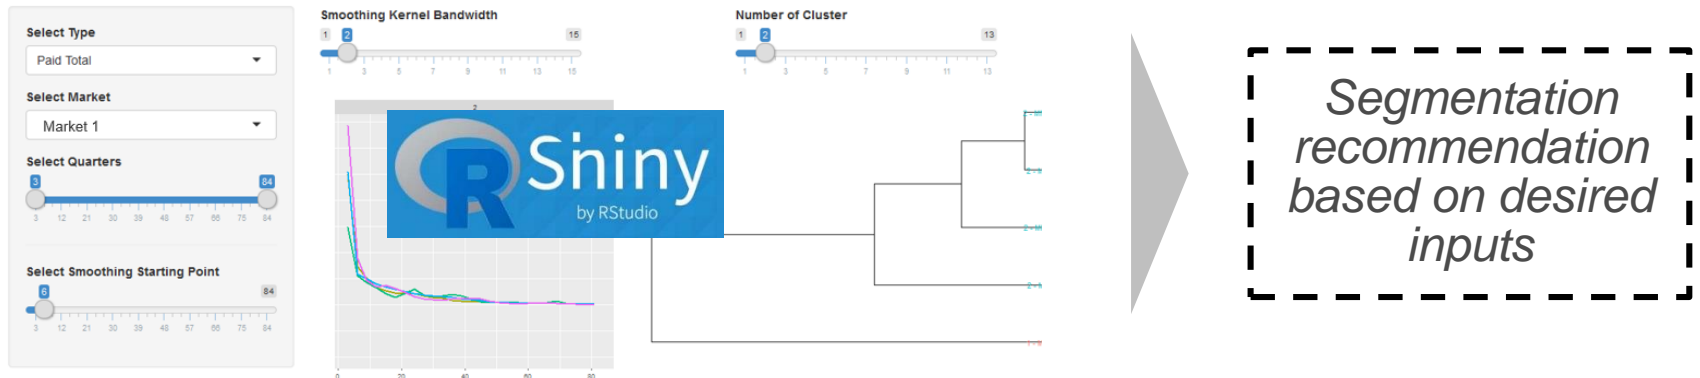 Select Type
Paid Total
Select Market
Market 1
Select Quarters
3 84
3 12 21 30 39 48 57 66 75 84
Select Smoothing Starting Point
6 84
3 12 21 30 39 48 57 66 75 84
Smoothing Kernel Bandwidth
1 2 15
1 3 5 7 9 11 13 15
Number of Cluster
1 2 13
1 3 5 7 9 11 13
2
R Shiny
by RStudio
0 20 40 60 80
Segmentation
recommendation
based on desired
inputs